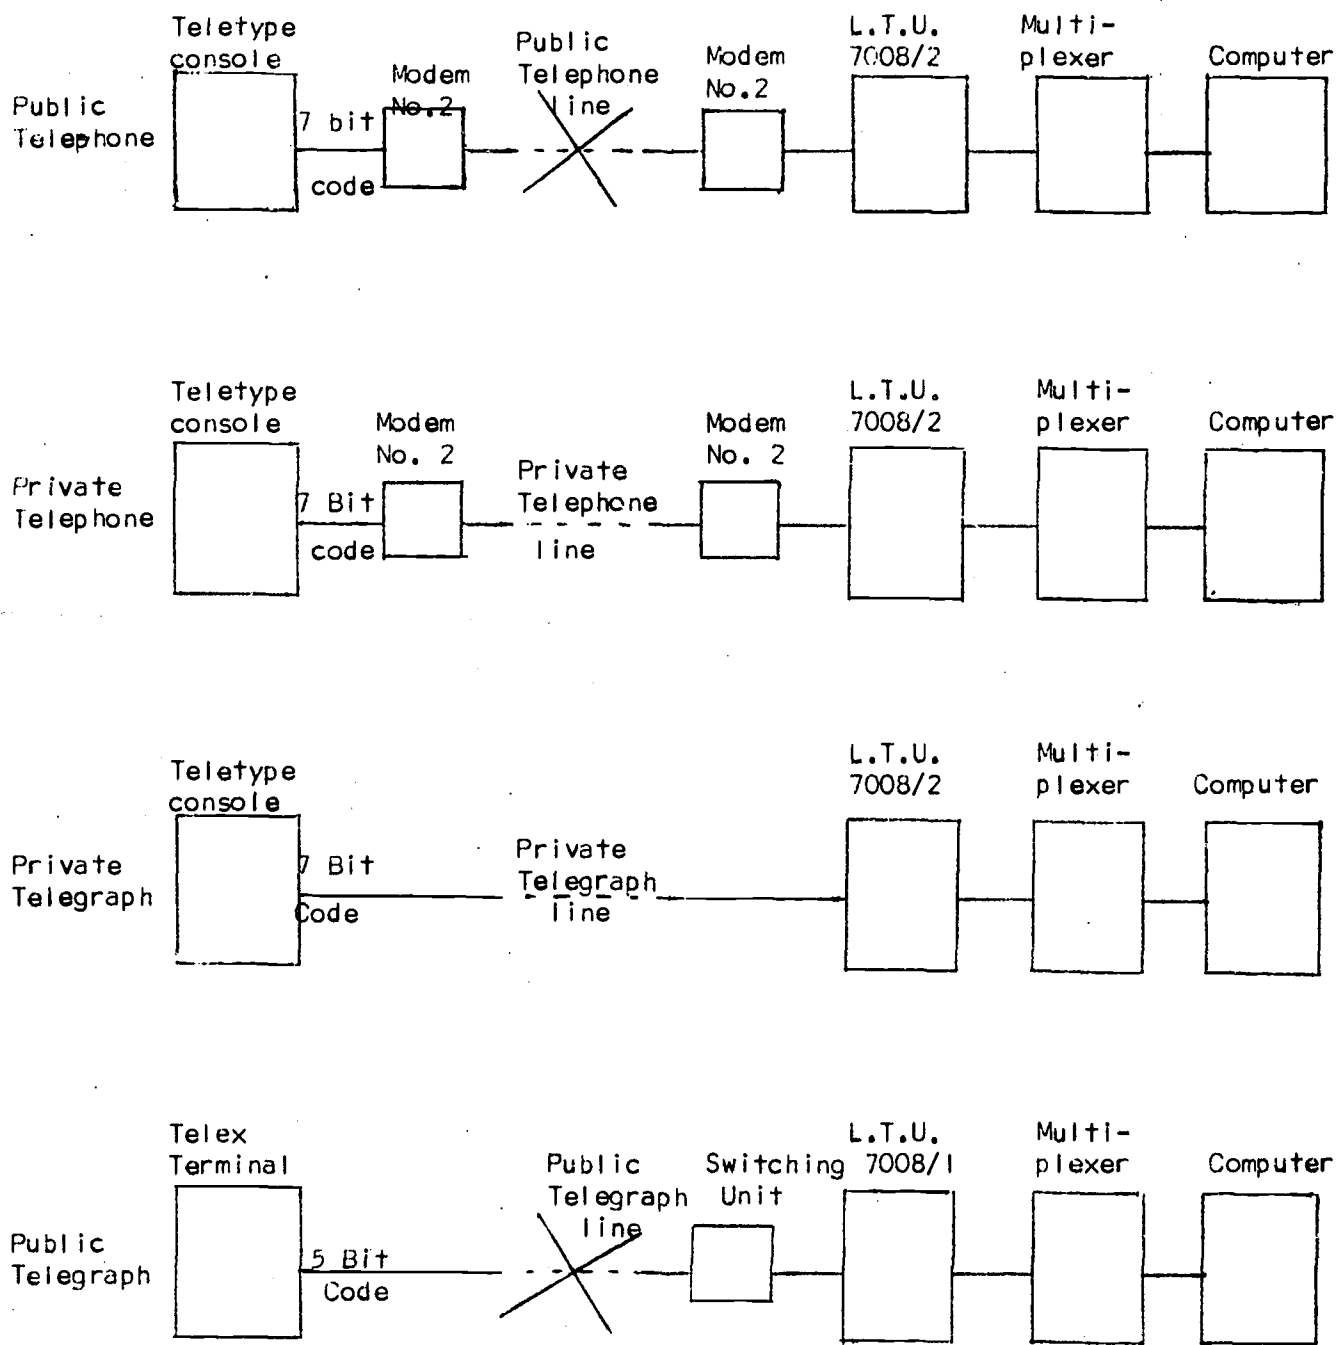 Public
Telephone
Teletype
console
7 bit
code
Modem
No.2
Public
Telephone
line
Modem
No.2
L.T.U.
7008/2
Multi-
plexer
Computer
Private
Telephone
Teletype
console
7 Bit
code
Modem
No. 2
Private
Telephone
line
Modem
No. 2
L.T.U.
7008/2
Multi-
plexer
Computer
Private
Telegraph
Teletype
console
7 Bit
Code
Private
Telegraph
line
L.T.U.
7008/2
Multi-
plexer
Computer
Public
Telegraph
Telex
Terminal
5 Bit
Code
Public
Telegraph
line
Switching
Unit
L.T.U.
7008/1
Multi-
plexer
Computer